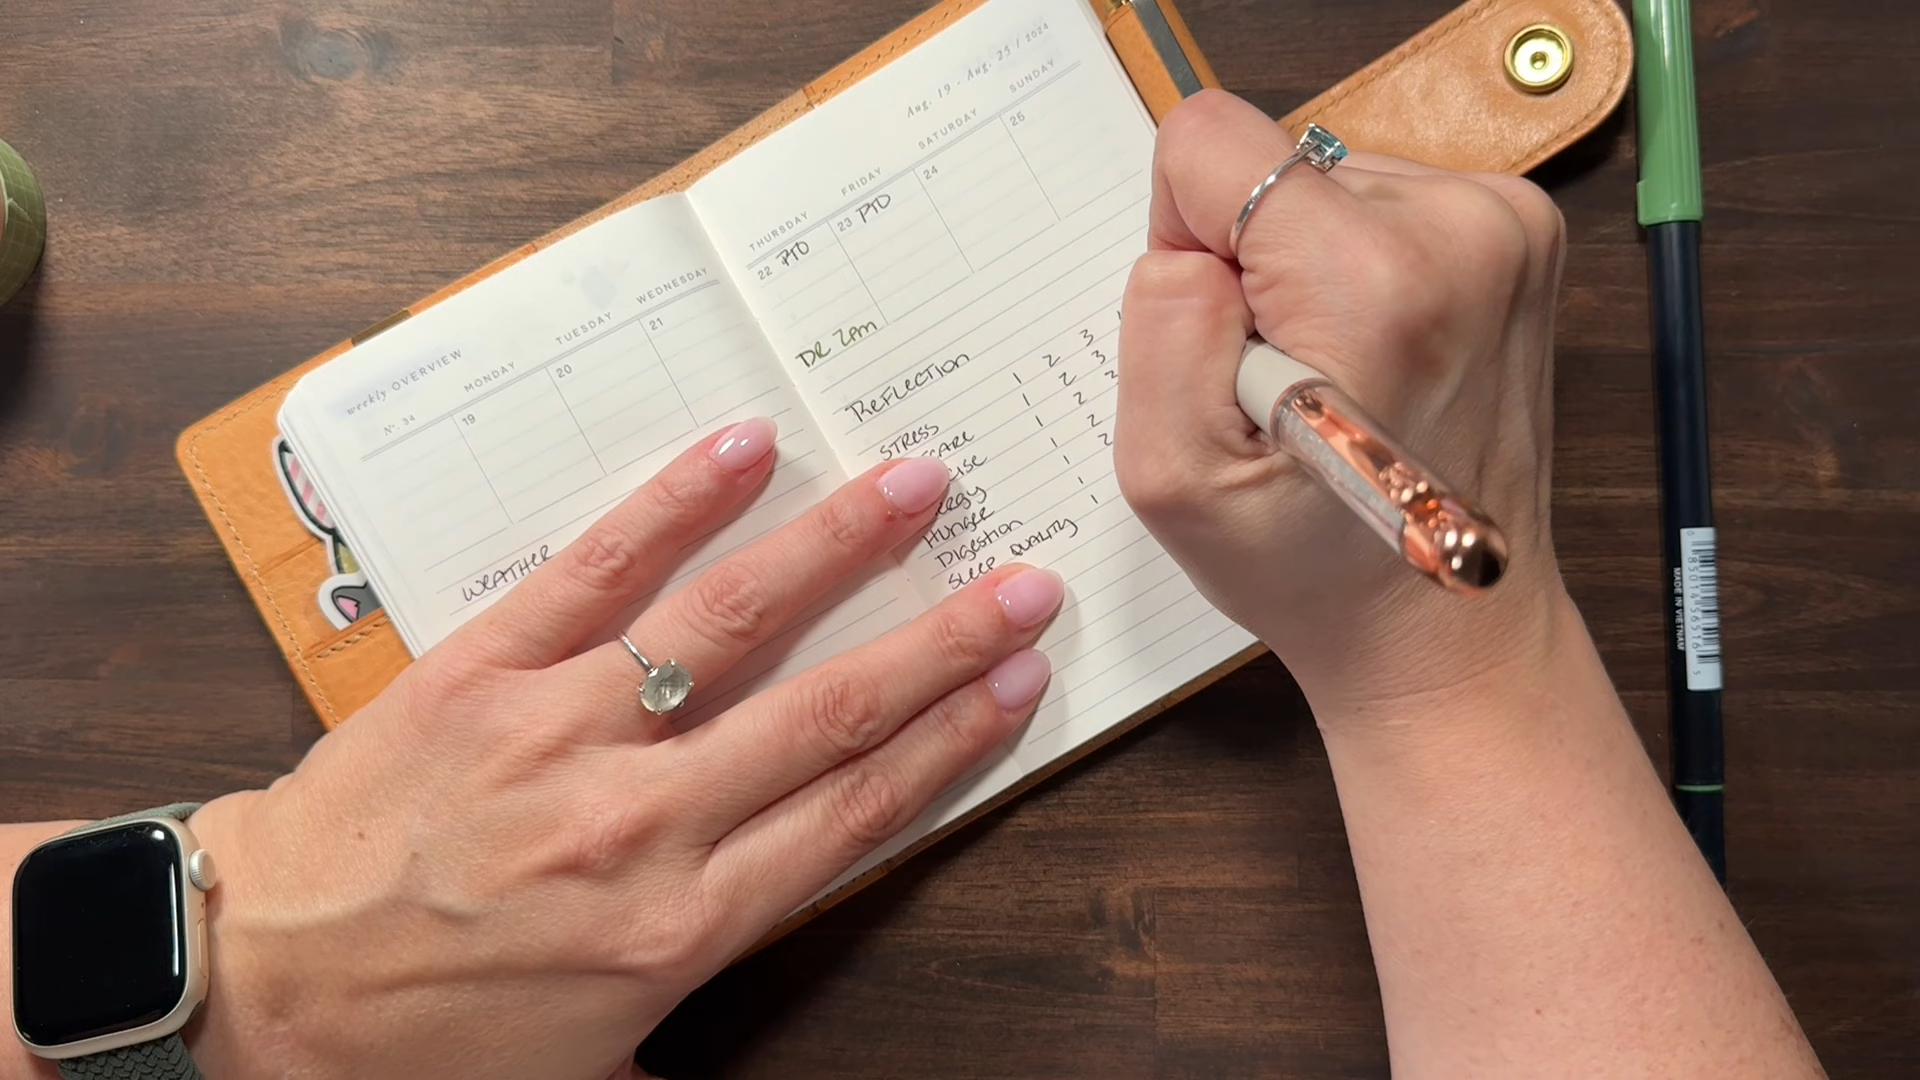 weekly OVERVIEW
Nº. 34
MONDAY
TUESDAY
WEDNESDAY
19
20
21
WEATHER
Aug. 19 - Aug. 25 / 2024
THURSDAY
FRIDAY
SATURDAY
SUNDAY
22 PTO
23 PTO
24
25
DR 2pm
REFLECTION
STRESS 1 2 3
1 2 3
1 2 2
1 2
HUNGER 1 2
DIGESTION 1
SLEEP QUALITY 1
MADE IN VIETNAM